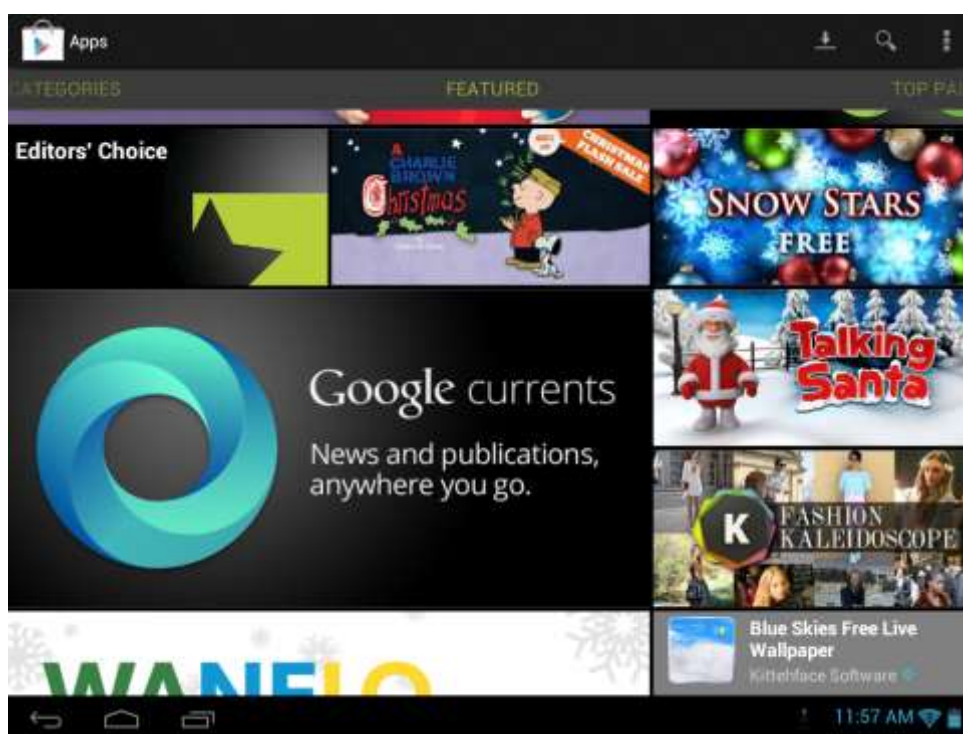 Apps
CATEGORIES
FEATURED
TOP PAI
Editors' Choice
A
CHARLIE
BROWN
Christmas
CHRISTMAS
FLASH SALE
SNOW STARS
FREE
Google currents
News and publications,
anywhere you go.
Talking
Santa
K
FASHION
KALEIDOSCOPE
WANELO
Blue Skies Free Live
Wallpaper
Kittehface Software
11:57 AM